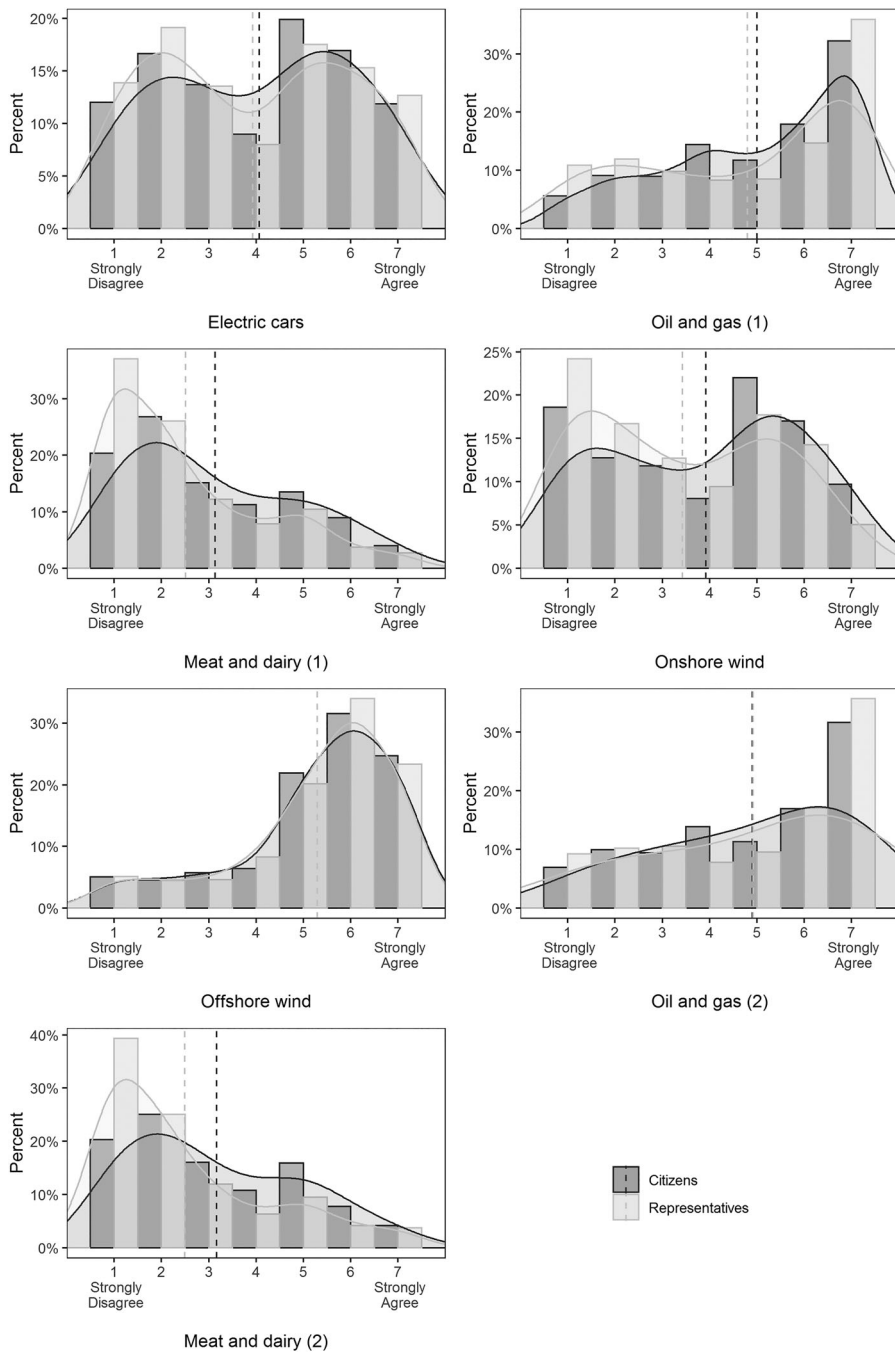 20%
15%
10%
5%
0%
Percent
1 2 3 4 5 6 7
Strongly Disagree
Strongly Agree
Electric cars
30%
20%
10%
0%
Percent
1 2 3 4 5 6 7
Strongly Disagree
Strongly Agree
Oil and gas (1)
30%
20%
10%
0%
Percent
1 2 3 4 5 6 7
Strongly Disagree
Strongly Agree
Meat and dairy (1)
25%
20%
15%
10%
5%
0%
Percent
1 2 3 4 5 6 7
Strongly Disagree
Strongly Agree
Onshore wind
30%
20%
10%
0%
Percent
1 2 3 4 5 6 7
Strongly Disagree
Strongly Agree
Offshore wind
30%
20%
10%
0%
Percent
1 2 3 4 5 6 7
Strongly Disagree
Strongly Agree
Oil and gas (2)
40%
30%
20%
10%
0%
Percent
1 2 3 4 5 6 7
Strongly Disagree
Strongly Agree
Meat and dairy (2)
Citizens
Representatives